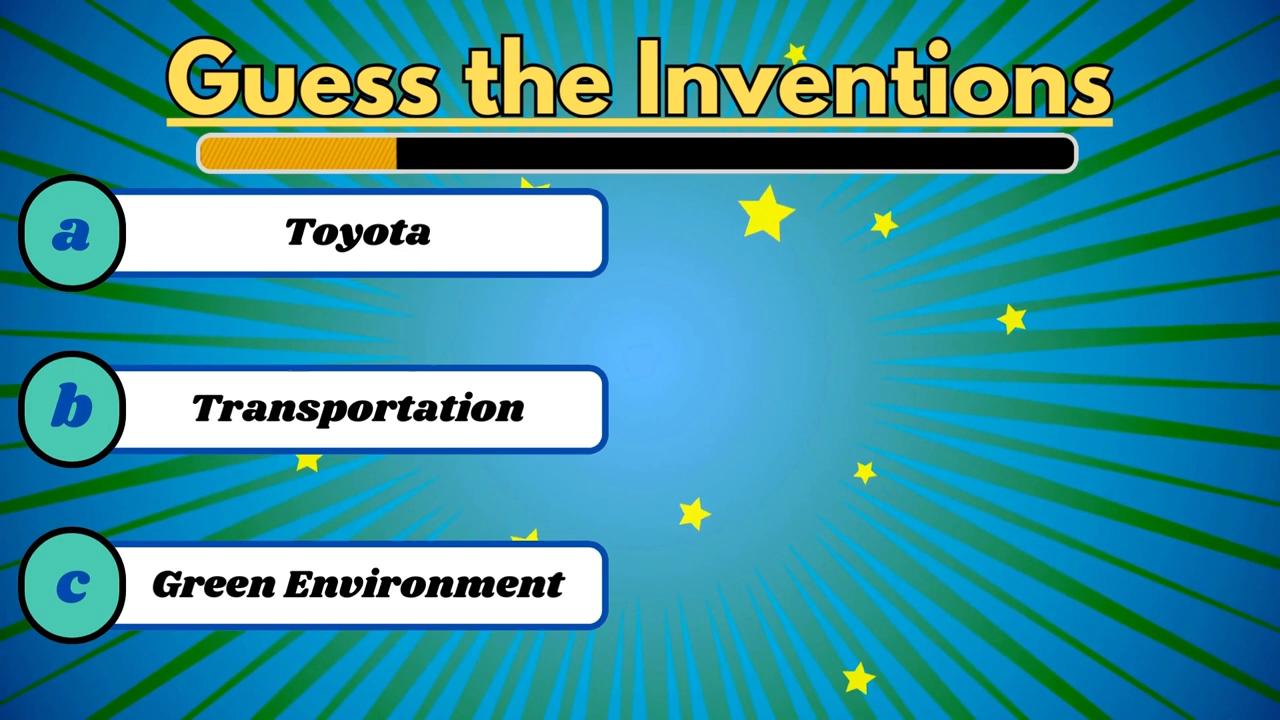 Guess the Inventions
a
Toyota
b
Transportation
c
Green Environment